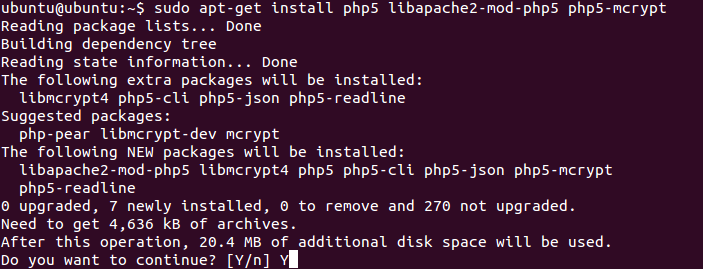 ubuntu@ubuntu:~$ sudo apt-get install php5 libapache2-mod-php5 php5-mcrypt
Reading package lists... Done
Building dependency tree
Reading state information... Done
The following extra packages will be installed:
  libmcrypt4 php5-cli php5-json php5-readline
Suggested packages:
  php-pear libmcrypt-dev mcrypt
The following NEW packages will be installed:
  libapache2-mod-php5 libmcrypt4 php5 php5-cli php5-json php5-mcrypt
  php5-readline
0 upgraded, 7 newly installed, 0 to remove and 270 not upgraded.
Need to get 4,636 kB of archives.
After this operation, 20.4 MB of additional disk space will be used.
Do you want to continue? [Y/n] Y